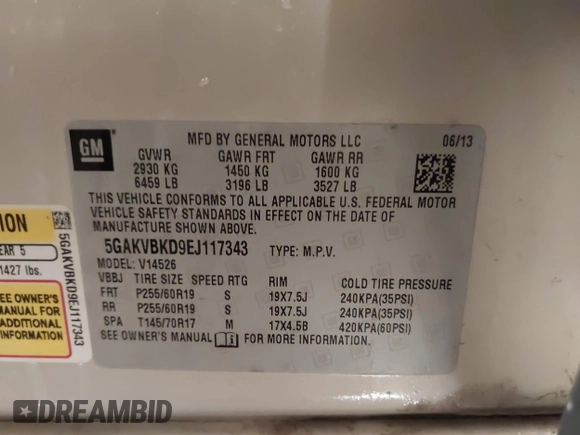 GM
MFD BY GENERAL MOTORS LLC 06/13
GVWR GAWR FRT GAWR RR
2930 KG 1450 KG 1600 KG
6459 LB 3196 LB 3527 LB
THIS VEHICLE CONFORMS TO ALL APPLICABLE U.S. FEDERAL MOTOR
VEHICLE SAFETY STANDARDS IN EFFECT ON THE DATE OF
MANUFACTURE SHOWN ABOVE.
5GAKVBKD9EJ117343 TYPE: M.P.V.
MODEL: V14526
VBBJ TIRE SIZE SPEED RTG RIM COLD TIRE PRESSURE
FRT P255/60R19 S 19X7.5J 240KPA(35PSI)
RR P255/60R19 S 19X7.5J 240KPA(35PSI)
SPA T145/70R17 M 17X4.5B 420KPA(60PSI)
SEE OWNER'S MANUAL FOR MORE INFORMATION
TION
EAR 5
1427 lbs.
SEE OWNER'S
MANUAL FOR
ADDITIONAL
5GAKVBKD9EJ117343
DREAMBID